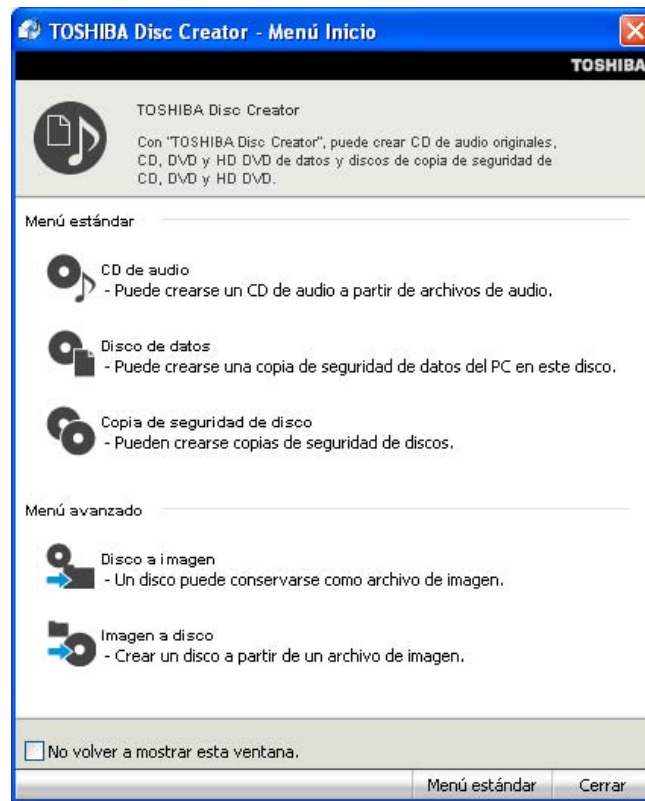 TOSHIBA Disc Creator - Menú Inicio
TOSHIBA
TOSHIBA Disc Creator
Con "TOSHIBA Disc Creator", puede crear CD de audio originales,
CD, DVD y HD DVD de datos y discos de copia de seguridad de
CD, DVD y HD DVD.
Menú estándar
CD de audio
- Puede crearse un CD de audio a partir de archivos de audio.
Disco de datos
- Puede crearse una copia de seguridad de datos del PC en este disco.
Copia de seguridad de disco
- Pueden crearse copias de seguridad de discos.
Menú avanzado
Disco a imagen
- Un disco puede conservarse como archivo de imagen.
Imagen a disco
- Crear un disco a partir de un archivo de imagen.
No volver a mostrar esta ventana.
Menú estándar Cerrar